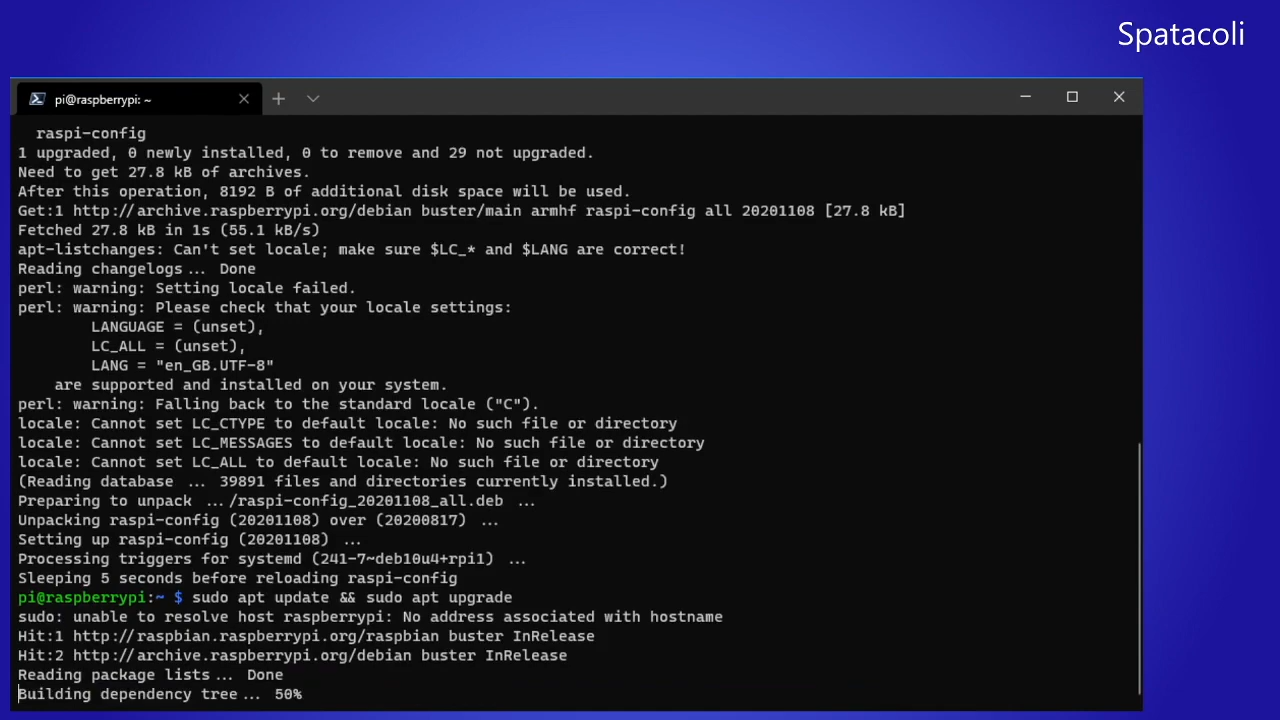 Spatacoli
pi@raspberrypi: ~
raspi-config
1 upgraded, 0 newly installed, 0 to remove and 29 not upgraded.
Need to get 27.8 kB of archives.
After this operation, 8192 B of additional disk space will be used.
Get:1 http://archive.raspberrypi.org/debian buster/main armhf raspi-config all 20201108 [27.8 kB]
Fetched 27.8 kB in 1s (55.1 kB/s)
apt-listchanges: Can't set locale; make sure $LC_* and $LANG are correct!
Reading changelogs... Done
perl: warning: Setting locale failed.
perl: warning: Please check that your locale settings:
LANGUAGE = (unset),
LC_ALL = (unset),
LANG = "en_GB.UTF-8"
are supported and installed on your system.
perl: warning: Falling back to the standard locale ("C").
locale: Cannot set LC_CTYPE to default locale: No such file or directory
locale: Cannot set LC_MESSAGES to default locale: No such file or directory
locale: Cannot set LC_ALL to default locale: No such file or directory
(Reading database ... 39891 files and directories currently installed.)
Preparing to unpack .../raspi-config_20201108_all.deb ...
Unpacking raspi-config (20201108) over (20200817) ...
Setting up raspi-config (20201108) ...
Processing triggers for systemd (241-7~deb10u4+rpi1) ...
Sleeping 5 seconds before reloading raspi-config
pi@raspberrypi:~ $ sudo apt update && sudo apt upgrade
sudo: unable to resolve host raspberrypi: No address associated with hostname
Hit:1 http://raspbian.raspberrypi.org/raspbian buster InRelease
Hit:2 http://archive.raspberrypi.org/debian buster InRelease
Reading package lists... Done
Building dependency tree... 50%